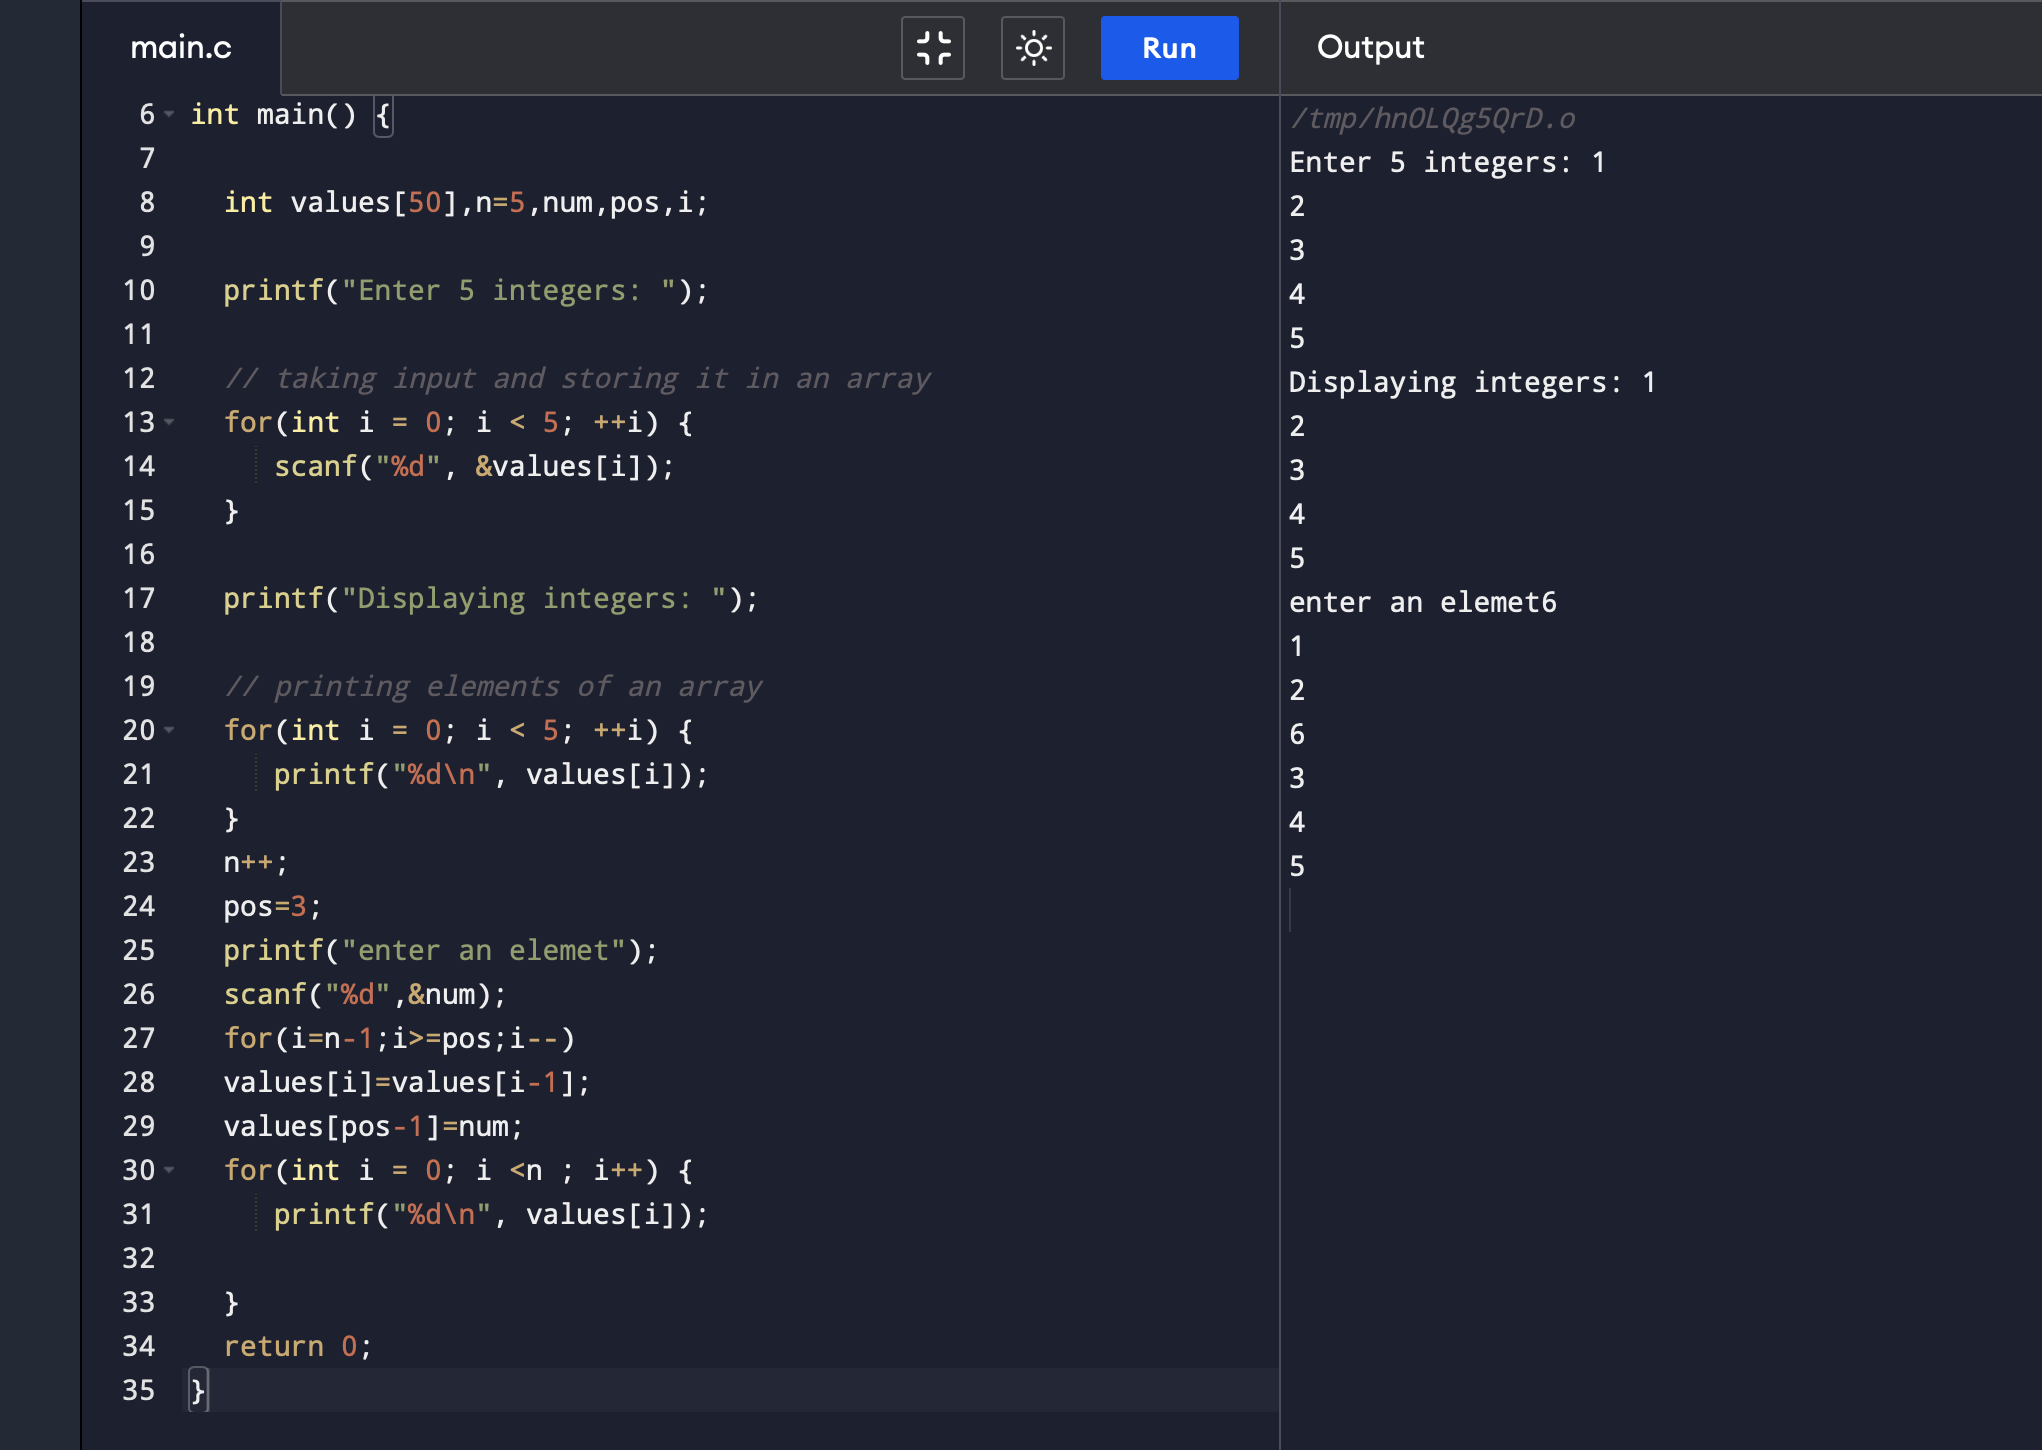 main.c
Run
Output
6 int main() {
7
8 int values[50],n=5,num,pos,i;
9
10 printf("Enter 5 integers: ");
11
12 // taking input and storing it in an array
13 for(int i = 0; i < 5; ++i) {
14 scanf("%d", &values[i]);
15 }
16
17 printf("Displaying integers: ");
18
19 // printing elements of an array
20 for(int i = 0; i < 5; ++i) {
21 printf("%d\n", values[i]);
22 }
23 n++;
24 pos=3;
25 printf("enter an elemet");
26 scanf("%d",&num);
27 for(i=n-1;i>=pos;i--)
28 values[i]=values[i-1];
29 values[pos-1]=num;
30 for(int i = 0; i <n ; i++) {
31 printf("%d\n", values[i]);
32
33 }
34 return 0;
35 }
/tmp/hnOLQg5QrD.o
Enter 5 integers: 1
2
3
4
5
Displaying integers: 1
2
3
4
5
enter an elemet6
1
2
6
3
4
5